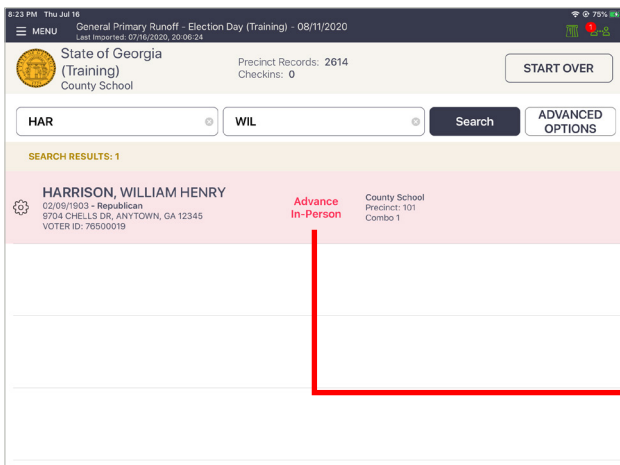 8:23 PM Thu Jul 16
75%
MENU
General Primary Runoff - Election Day (Training) - 08/11/2020
Last Imported: 07/16/2020, 20:06:24
1
State of Georgia
(Training)
County School
Precinct Records: 2614
Checkins: 0
START OVER
HAR
WIL
Search
ADVANCED
OPTIONS
SEARCH RESULTS: 1
HARRISON, WILLIAM HENRY
02/09/1903 - Republican
9704 CHELLS DR, ANYTOWN, GA 12345
VOTER ID: 76500019
Advance
In-Person
County School
Precinct: 101
Combo 1